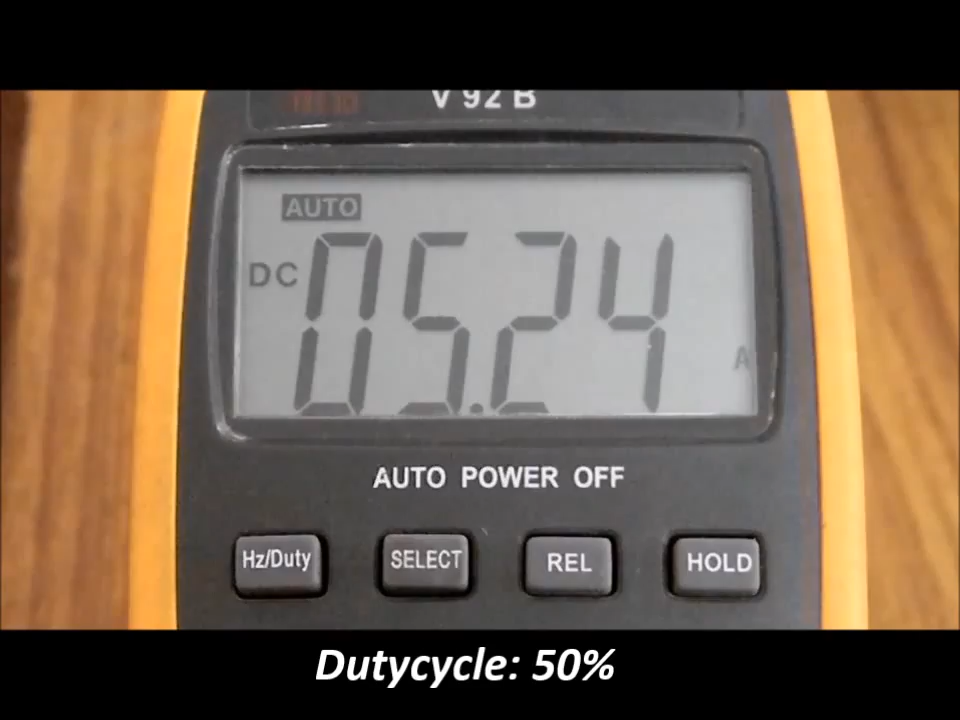 V 92 B
AUTO
DC 05.24 A
AUTO POWER OFF
Hz/Duty SELECT REL HOLD
Dutycycle: 50%